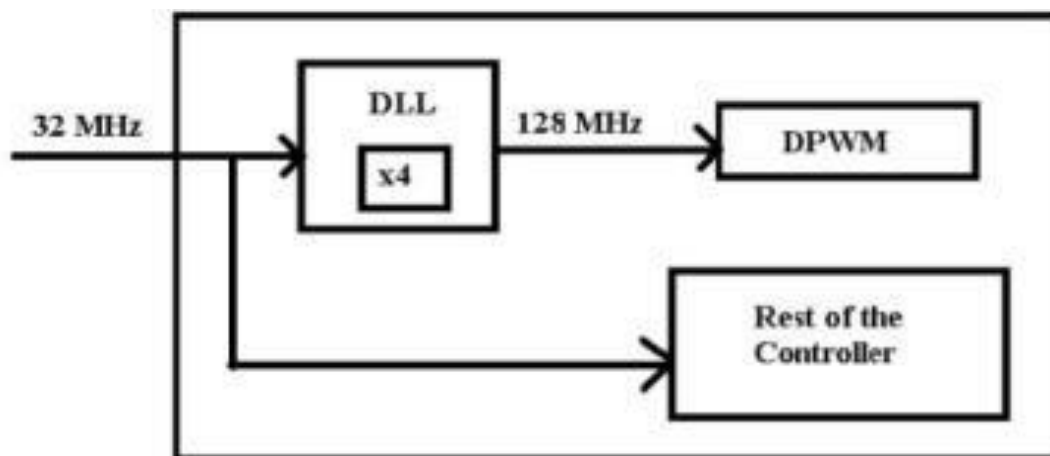 32 MHz
DLL
x4
128 MHz
DPWM
Rest of the
Controller